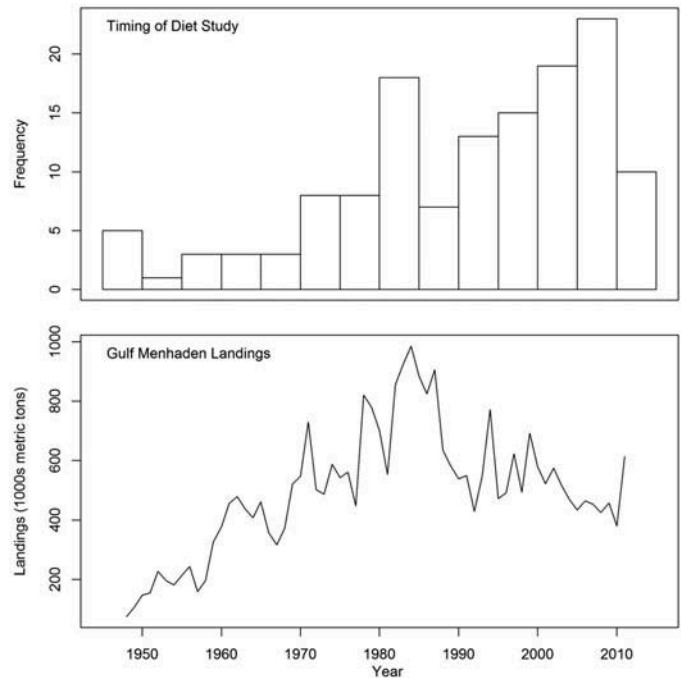 Timing of Diet Study
Frequency
20
15
10
5
0
Gulf Menhaden Landings
Landings (1000s metric tons)
1000
800
600
400
200
1950 1960 1970 1980 1990 2000 2010
Year